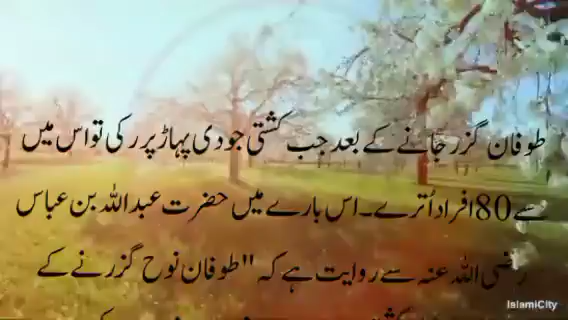 طوفان گزر جانے کے بعد جب کشتی جودی پہاڑ پر رکی تو اس میں
سے 80 افراد اُترے۔ اس بارے میں حضرت عبداللہ بن عباس
رضی اللہ عنہ سے روایت ہے کہ "طوفان نوح گزرنے کے
IslamiCity